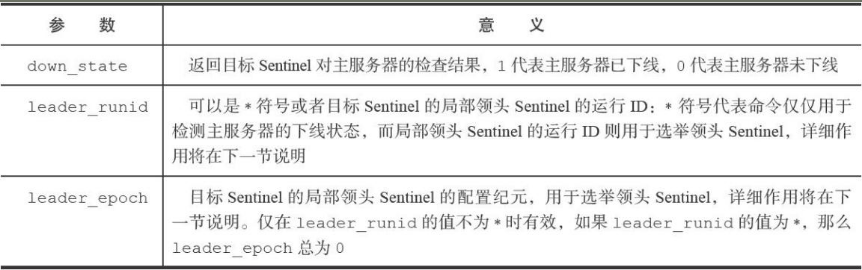 参 数 意 义
down_state 返回目标 Sentinel 对主服务器的检查结果，1 代表主服务器已下线，0 代表主服务器未下线
leader_runid 可以是 * 符号或者目标 Sentinel 的局部领头 Sentinel 的运行 ID：* 符号代表命令仅仅用于
检测主服务器的下线状态，而局部领头 Sentinel 的运行 ID 则用于选举领头 Sentinel，详细作
用将在下一节说明
leader_epoch 目标 Sentinel 的局部领头 Sentinel 的配置纪元，用于选举领头 Sentinel，详细作用将在下
一节说明。仅在 leader_runid 的值不为 * 时有效，如果 leader_runid 的值为 *，那么
leader_epoch 总为 0